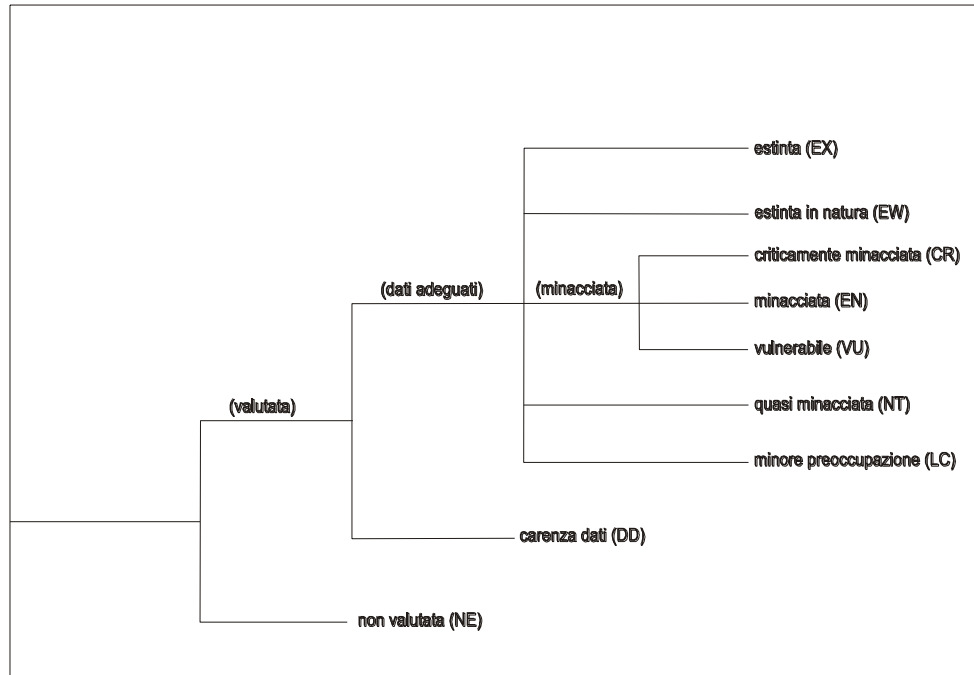 estinta (EX)
estinta in natura (EW)
criticamente minacciata (CR)
(dati adeguati)
(minacciata)
minacciata (EN)
vulnerabile (VU)
(valutata)
quasi minacciata (NT)
minore preoccupazione (LC)
carenza dati (DD)
non valutata (NE)